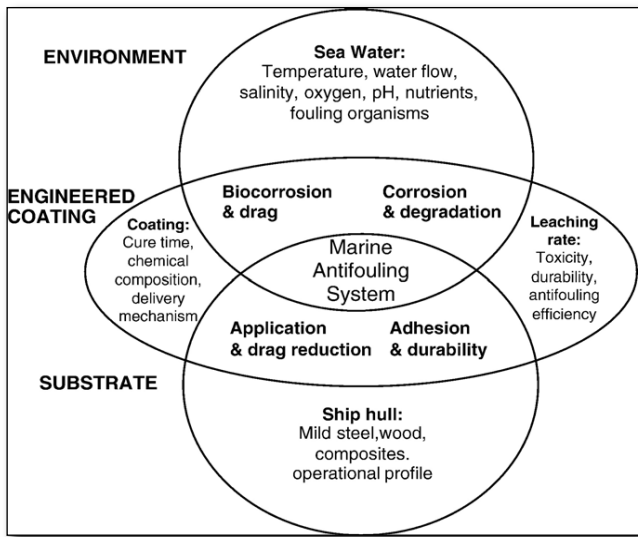 ENVIRONMENT
Sea Water:
Temperature, water flow,
salinity, oxygen, pH, nutrients,
fouling organisms
ENGINEERED
COATING
Biocorrosion
& drag
Corrosion
& degradation
Coating:
Cure time,
chemical
composition,
delivery
mechanism
Marine
Antifouling
System
Leaching
rate:
Toxicity,
durability,
antifouling
efficiency
Application
& drag reduction
Adhesion
& durability
SUBSTRATE
Ship hull:
Mild steel,wood,
composites.
operational profile